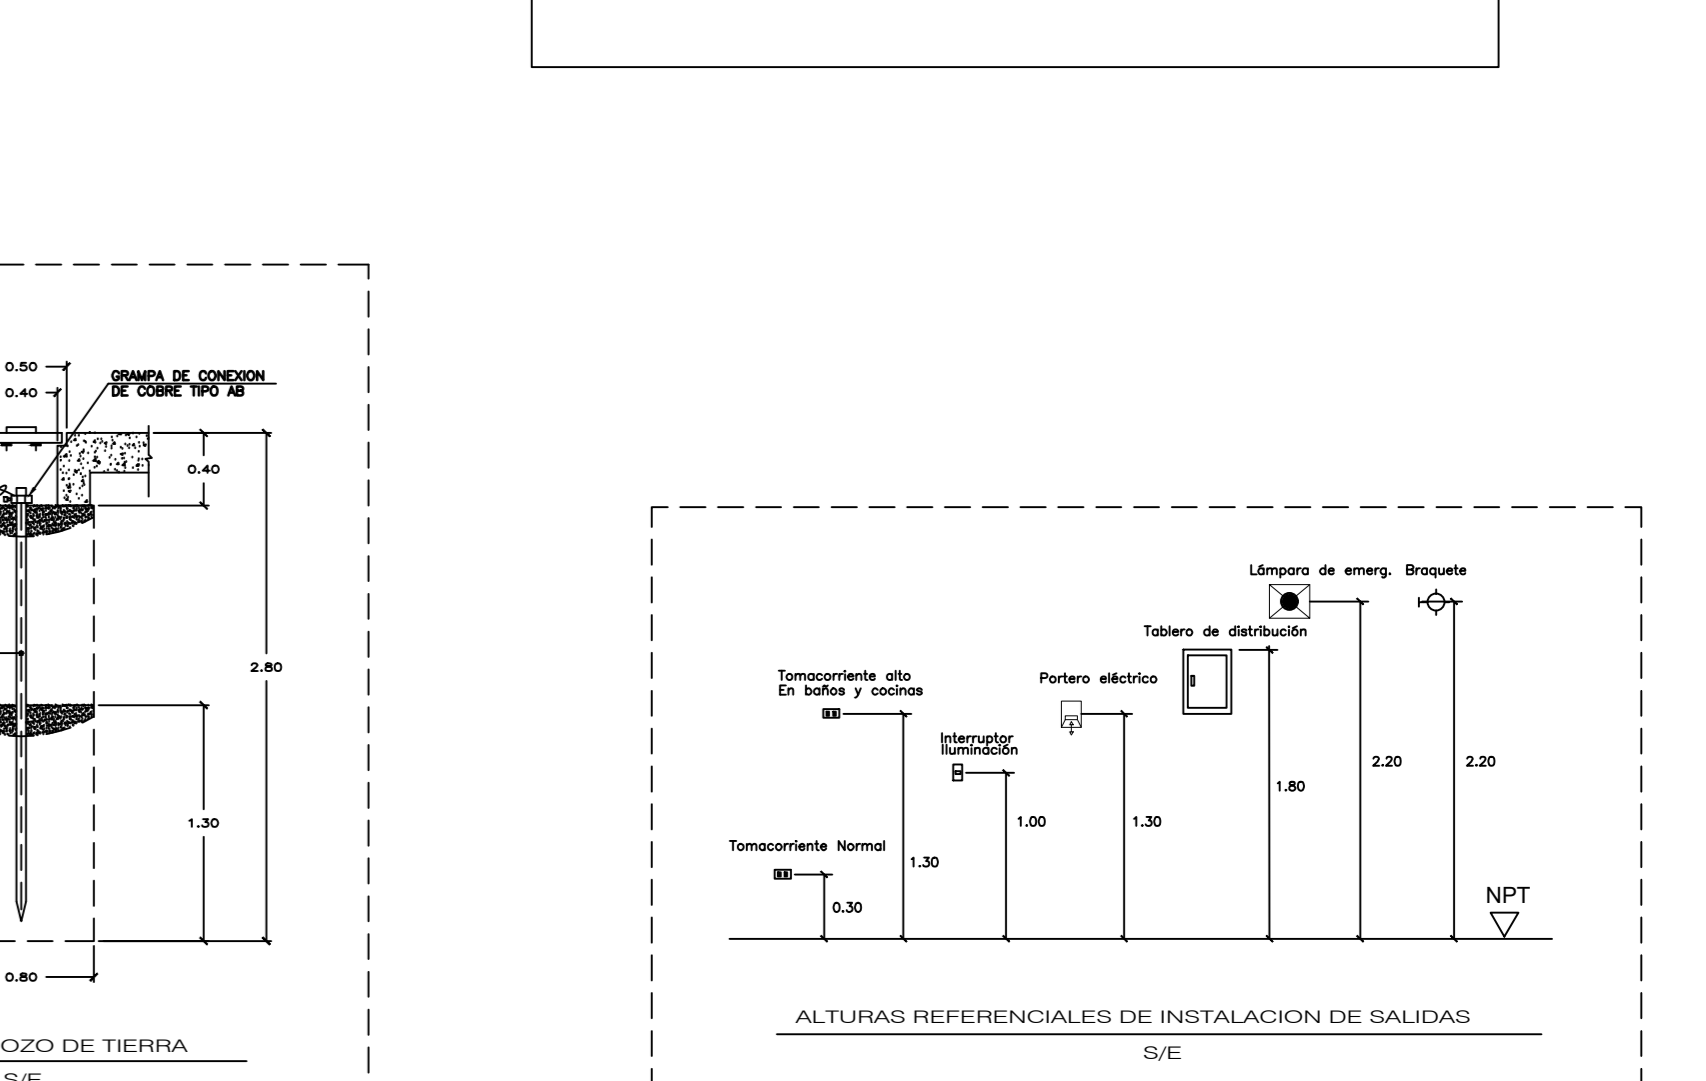 0.50
0.40
GRAMPA DE CONEXION
DE COBRE TIPO AB
0.40
2.80
1.30
0.80
OZO DE TIERRA
S/E
Lámpara de emerg.
Braquete
Tablero de distribución
Tomacorriente alto
En baños y cocinas
Portero eléctrico
Interruptor
Iluminación
Tomacorriente Normal
2.20
2.20
1.80
1.00
1.30
1.30
0.30
NPT
ALTURAS REFERENCIALES DE INSTALACION DE SALIDAS
S/E